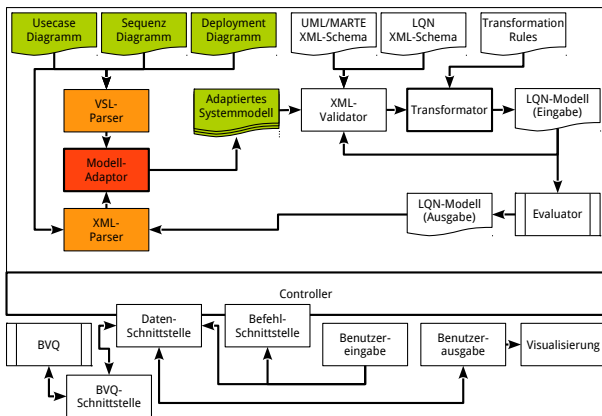 Usecase
Diagramm
Sequenz
Diagramm
Deployment
Diagramm
UML/MARTE
XML-Schema
LQN
XML-Schema
Transformation
Rules
VSL-
Parser
Adaptiertes
Systemmodell
XML-
Validator
Transformator
LQN-Modell
(Eingabe)
Modell-
Adaptor
XML-
Parser
LQN-Modell
(Ausgabe)
Evaluator
Controller
Daten-
Schnittstelle
Befehl-
Schnittstelle
BVQ
Benutzer-
eingabe
Benutzer-
ausgabe
Visualisierung
BVQ-
Schnittstelle